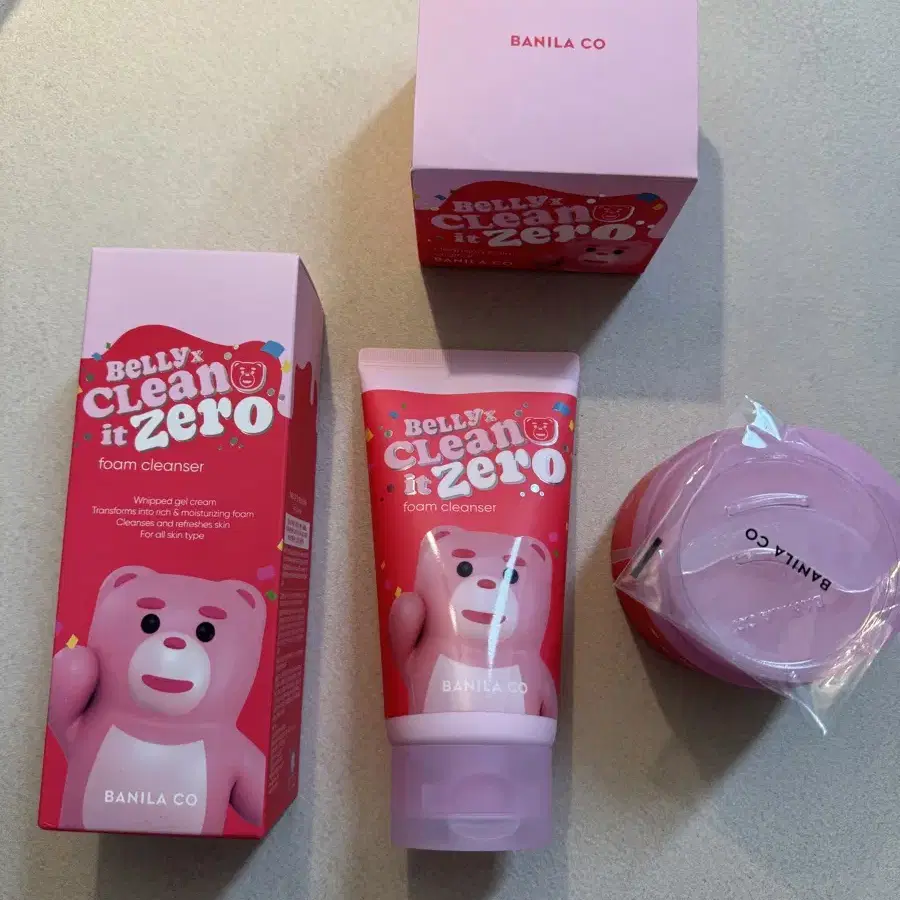 BANILA CO
BeLLy x
CLean
it zero
BANILA CO
BeLLy x
CLean
it zero
foam cleanser
Whipped gel cream
Transforms into rich & moisturizing foam
Cleanses and refreshes skin
For all skin type
BANILA CO
BeLLy x
CLean
it zero
foam cleanser
BANILA CO
BANILA CO